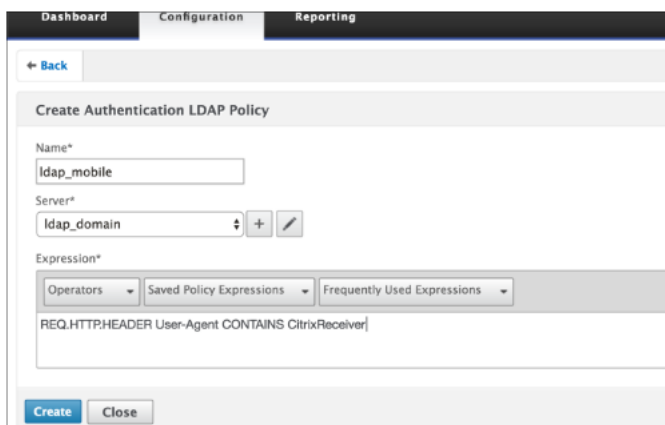 Dashboard Configuration Reporting
← Back
Create Authentication LDAP Policy
Name*
ldap_mobile
Server*
ldap_domain +
Expression*
Operators Saved Policy Expressions Frequently Used Expressions
REQ.HTTP.HEADER User-Agent CONTAINS CitrixReceiver
Create Close